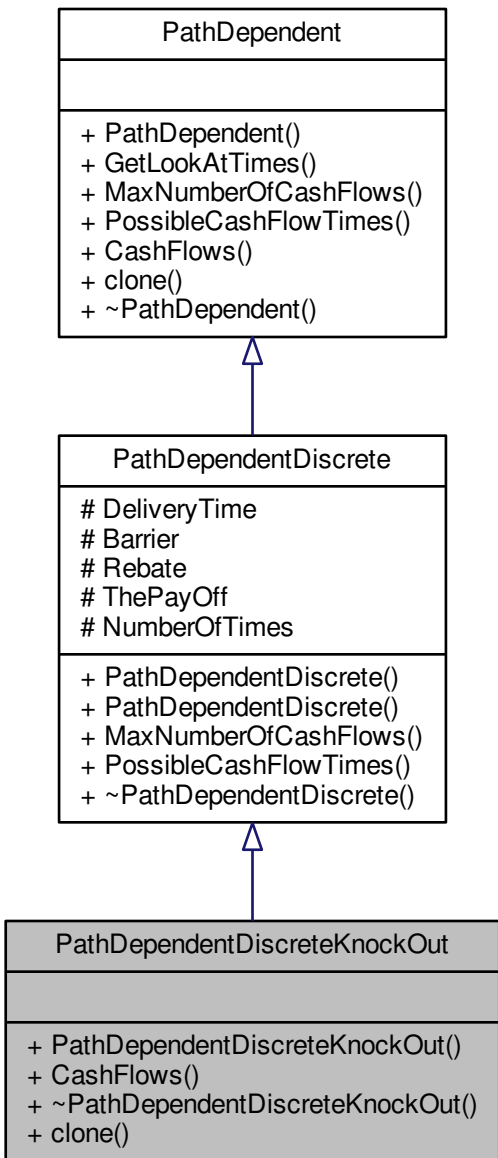 PathDependent
+ PathDependent()
+ GetLookAtTimes()
+ MaxNumberOfCashFlows()
+ PossibleCashFlowTimes()
+ CashFlows()
+ clone()
+ ~PathDependent()
PathDependentDiscrete
# DeliveryTime
# Barrier
# Rebate
# ThePayOff
# NumberOfTimes
+ PathDependentDiscrete()
+ PathDependentDiscrete()
+ MaxNumberOfCashFlows()
+ PossibleCashFlowTimes()
+ ~PathDependentDiscrete()
PathDependentDiscreteKnockOut
+ PathDependentDiscreteKnockOut()
+ CashFlows()
+ ~PathDependentDiscreteKnockOut()
+ clone()